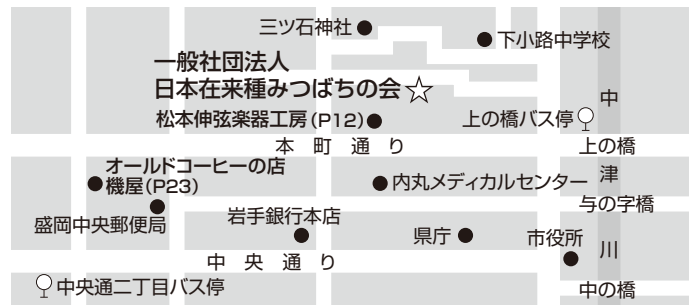 三ツ石神社
下小路中学校
一般社団法人
日本在来種みつばちの会
松本伸弦楽器工房(P12)
上の橋バス停
本町通り
上の橋
オールドコーヒーの店
機屋(P23)
内丸メディカルセンター
盛岡中央郵便局
岩手銀行本店
県庁
市役所
与の字橋
中央通り
中央通二丁目バス停
中の橋
中津川